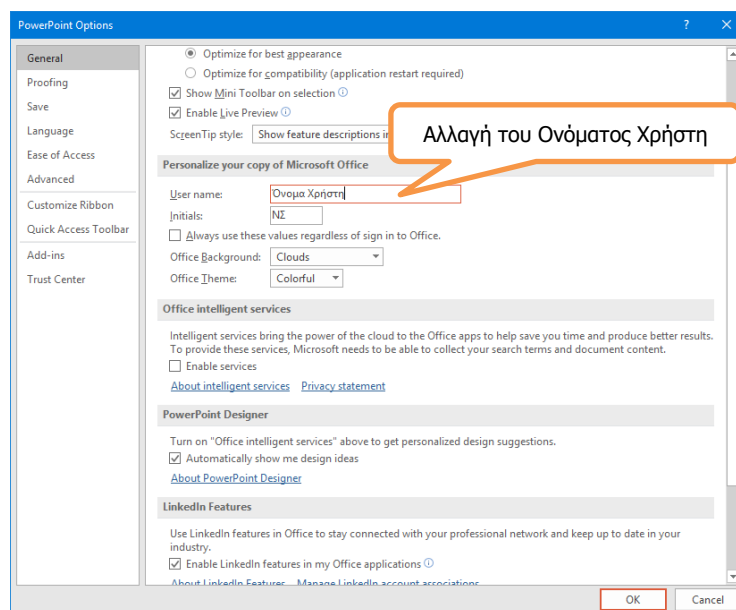 PowerPoint Options
?
General
Proofing
Save
Language
Ease of Access
Advanced
Customize Ribbon
Quick Access Toolbar
Add-ins
Trust Center
Optimize for best appearance
Optimize for compatibility (application restart required)
Show Mini Toolbar on selection
Enable Live Preview
ScreenTip style: Show feature descriptions in
Αλλαγή του Ονόματος Χρήστη
Personalize your copy of Microsoft Office
User name: Όνομα Χρήστη
Initials: ΝΣ
Always use these values regardless of sign in to Office.
Office Background: Clouds
Office Theme: Colorful
Office intelligent services
Intelligent services bring the power of the cloud to the Office apps to help save you time and produce better results.
To provide these services, Microsoft needs to be able to collect your search terms and document content.
Enable services
About intelligent services Privacy statement
PowerPoint Designer
Turn on "Office intelligent services" above to get personalized design suggestions.
Automatically show me design ideas
About PowerPoint Designer
LinkedIn Features
Use LinkedIn features in Office to stay connected with your professional network and keep up to date in your
industry.
Enable LinkedIn features in my Office applications
About LinkedIn Features Manage LinkedIn account associations
OK Cancel